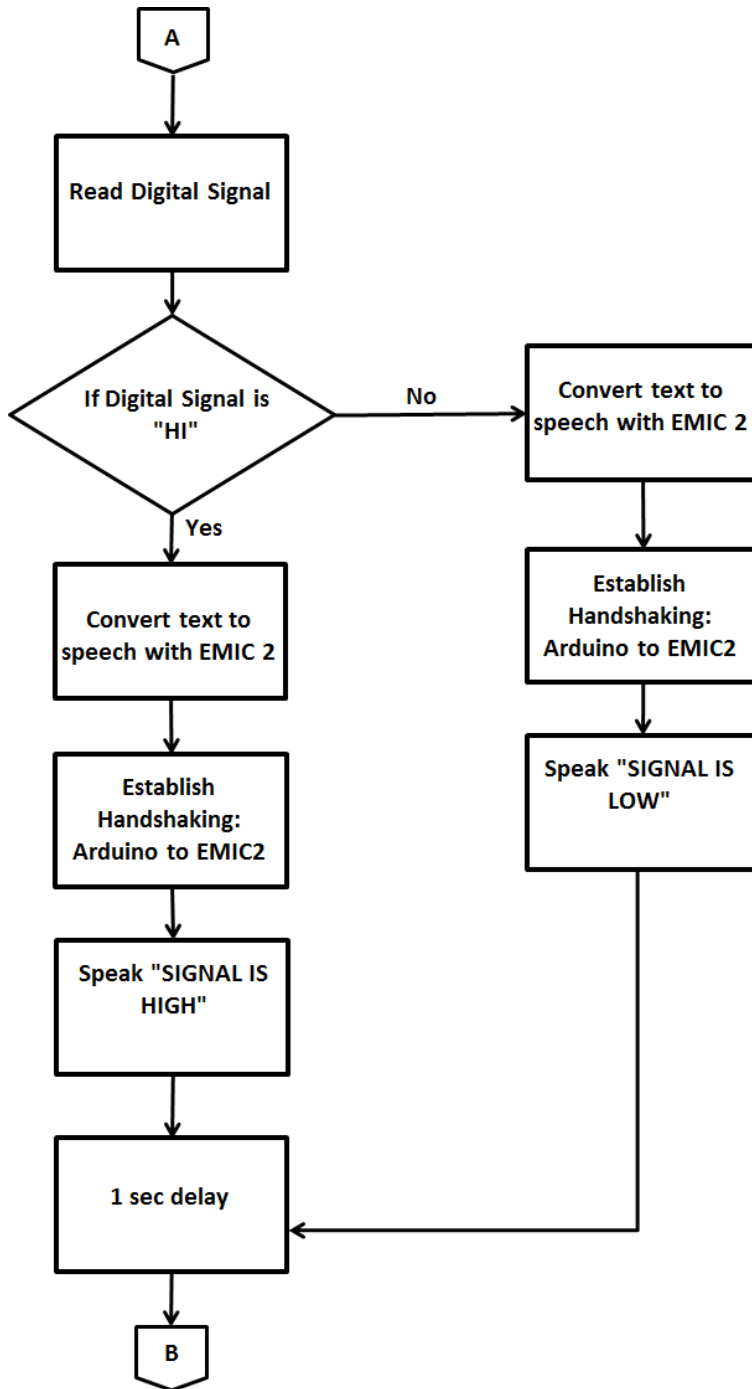 A
Read Digital Signal
If Digital Signal is
"HI"
No
Yes
Convert text to
speech with EMIC 2
Establish
Handshaking:
Arduino to EMIC2
Speak "SIGNAL IS
LOW"
Convert text to
speech with EMIC 2
Establish
Handshaking:
Arduino to EMIC2
Speak "SIGNAL IS
HIGH"
1 sec delay
B